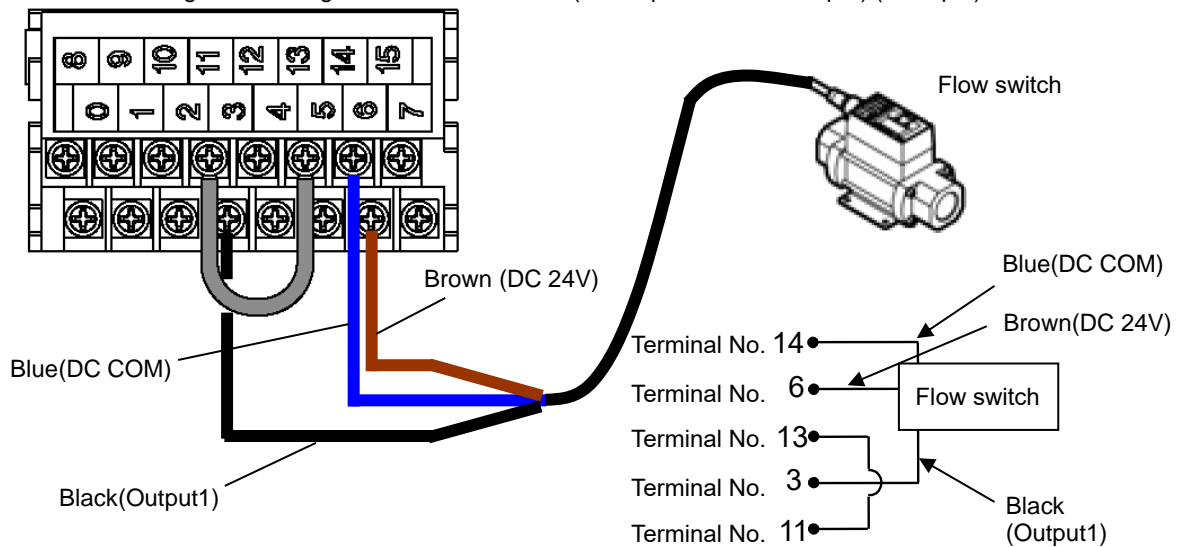 8 9 10 11 12 13 14 15
0 1 2 3 4 5 6 7
Flow switch
Brown (DC 24V)
Blue(DC COM)
Black(Output1)
Blue(DC COM)
Brown(DC 24V)
Terminal No. 14
Terminal No. 6
Flow switch
Terminal No. 13
Terminal No. 3
Terminal No. 11
Black
(Output1)